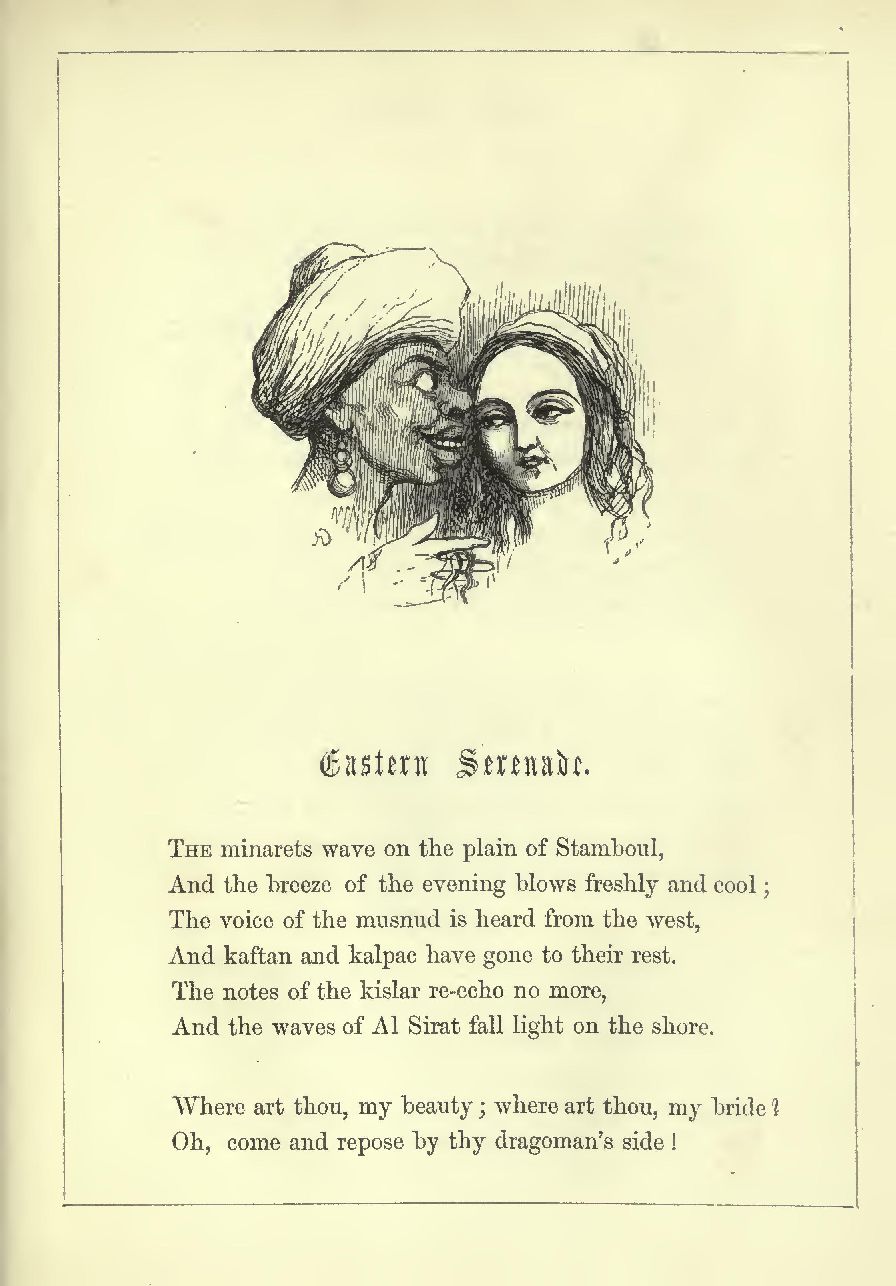 Eastern Serenade.
THE minarets wave on the plain of Stamboul,
And the breeze of the evening blows freshly and cool;
The voice of the musnud is heard from the west,
And kaftan and kalpac have gone to their rest.
The notes of the kislar re-echo no more,
And the waves of Al Sirat fall light on the shore.
Where art thou, my beauty; where art thou, my bride?
Oh, come and repose by thy dragoman's side!